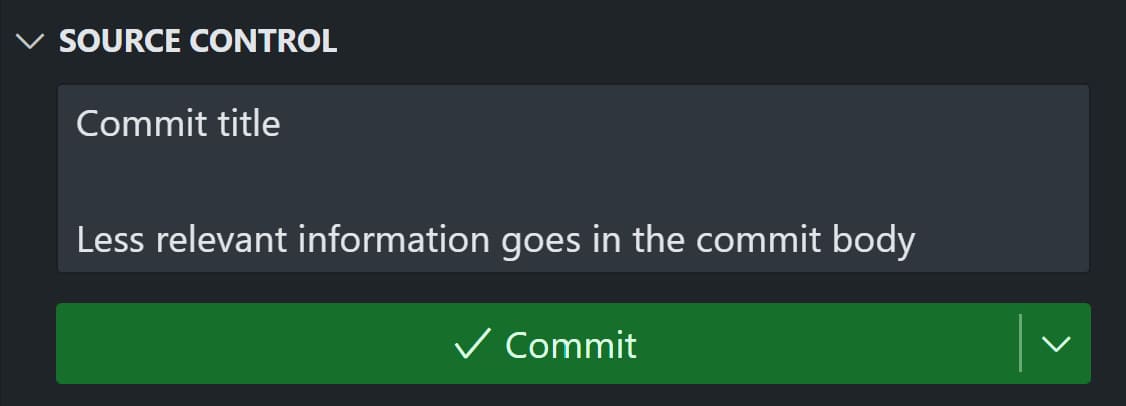 SOURCE CONTROL
Commit title
Less relevant information goes in the commit body
Commit